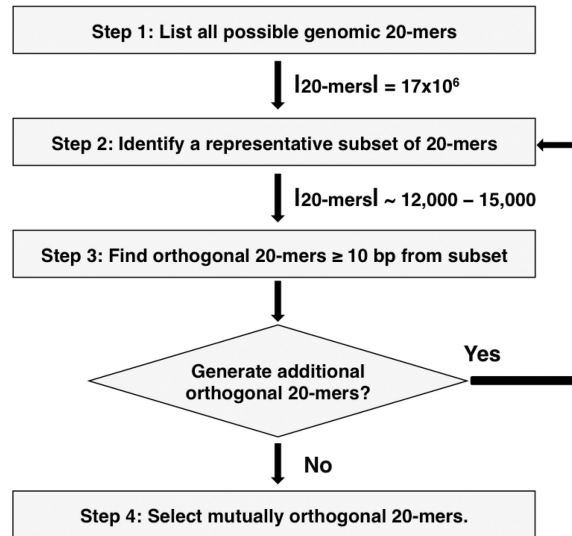 Step 1: List all possible genomic 20-mers
|20-mers| = 17x10⁶
Step 2: Identify a representative subset of 20-mers
|20-mers| ~ 12,000 – 15,000
Step 3: Find orthogonal 20-mers ≥ 10 bp from subset
Generate additional
orthogonal 20-mers?
Yes
No
Step 4: Select mutually orthogonal 20-mers.